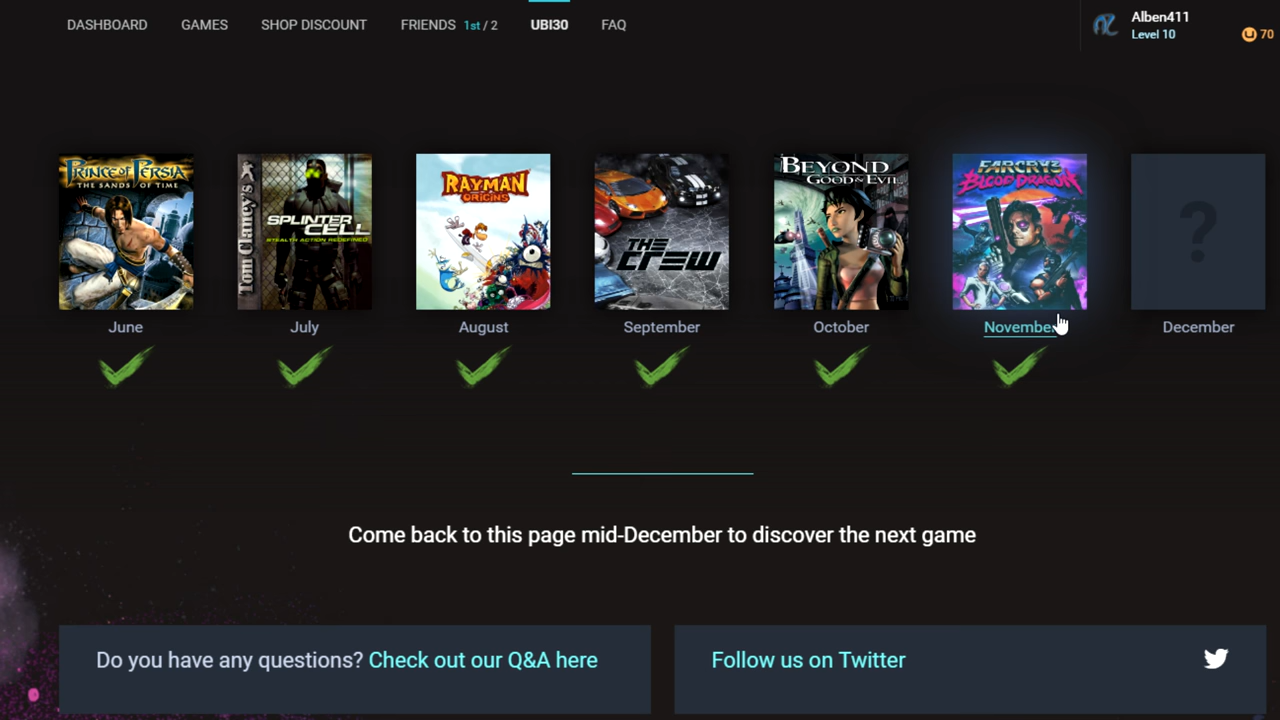 DASHBOARD GAMES SHOP DISCOUNT FRIENDS 1st / 2 UBI30 FAQ
Alben411
Level 10
70
PRINCE OF PERSIA
THE SANDS OF TIME
Tom Clancy's
SPLINTER
CELL
STEALTH ACTION REDEFINED
RAYMAN
ORIGINS
THE
CREW
BEYOND
GOOD & EVIL
FARCRY3
BLOOD DRAGON
?
June July August September October November December
Come back to this page mid-December to discover the next game
Do you have any questions? Check out our Q&A here
Follow us on Twitter